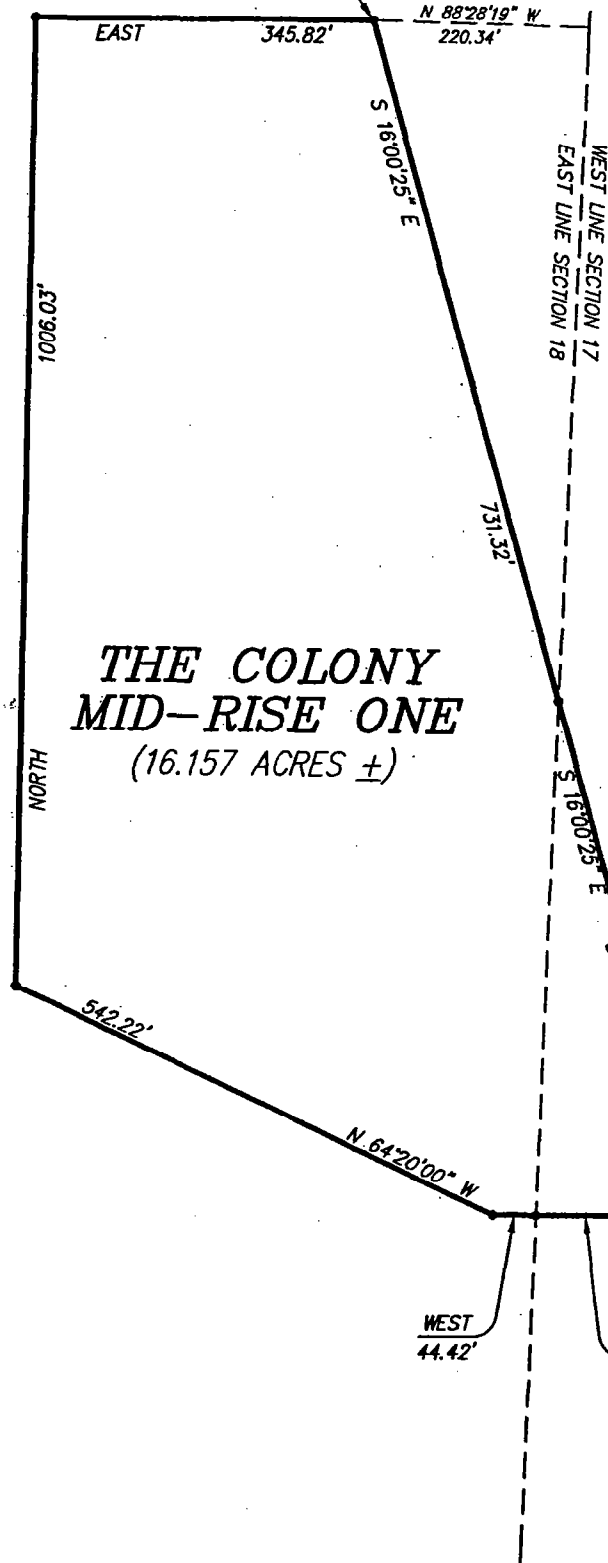 N 88°28'19" W
220.34'
EAST 345.82'
S 16°00'25" E
WEST LINE SECTION 17
EAST LINE SECTION 18
1006.03'
731.32'
THE COLONY
MID-RISE ONE
(16.157 ACRES ±)
NORTH
S 16°00'25" E
542.22'
N 64°20'00" W
WEST
44.42'